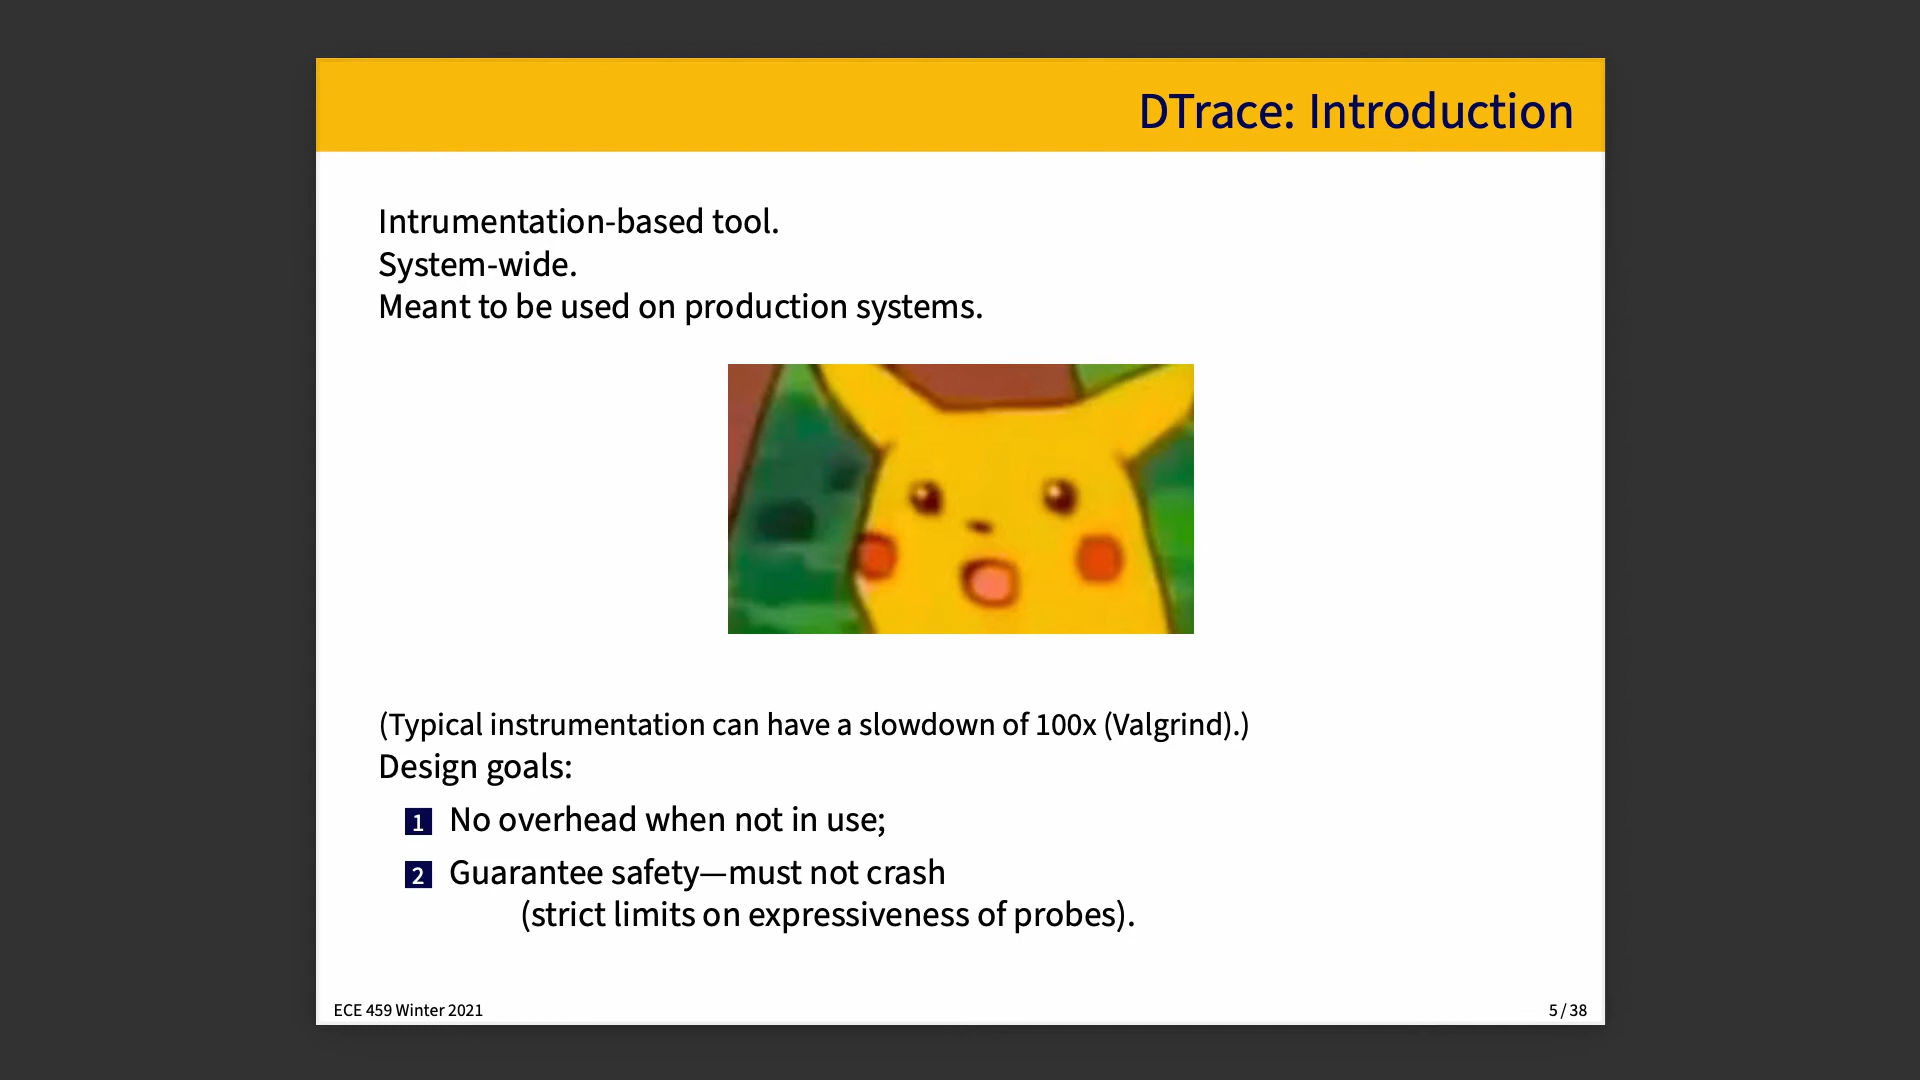 DTrace: Introduction
Intrumentation-based tool.
System-wide.
Meant to be used on production systems.
(Typical instrumentation can have a slowdown of 100x (Valgrind).)
Design goals:
1 No overhead when not in use;
2 Guarantee safety—must not crash
(strict limits on expressiveness of probes).
ECE 459 Winter 2021
5 / 38